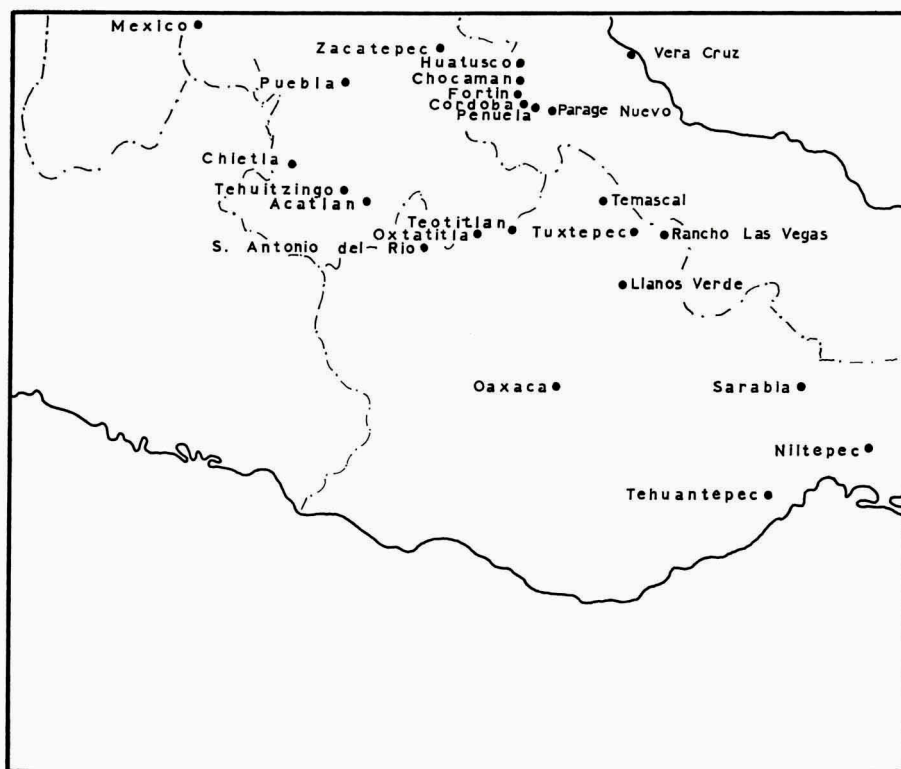 Mexico
Zacatepec
Vera Cruz
Huatusco
Puebla
Chocaman
Fortin
Cordoba
Penuela
Parage Nuevo
Chietla
Tehuitzingo
Acatlan
Temascal
Teotitlan
Oxtatitla
Tuxtepec
Rancho Las Vegas
S. Antonio del Rio
Llanos Verde
Oaxaca
Sarabia
Niltepec
Tehuantepec